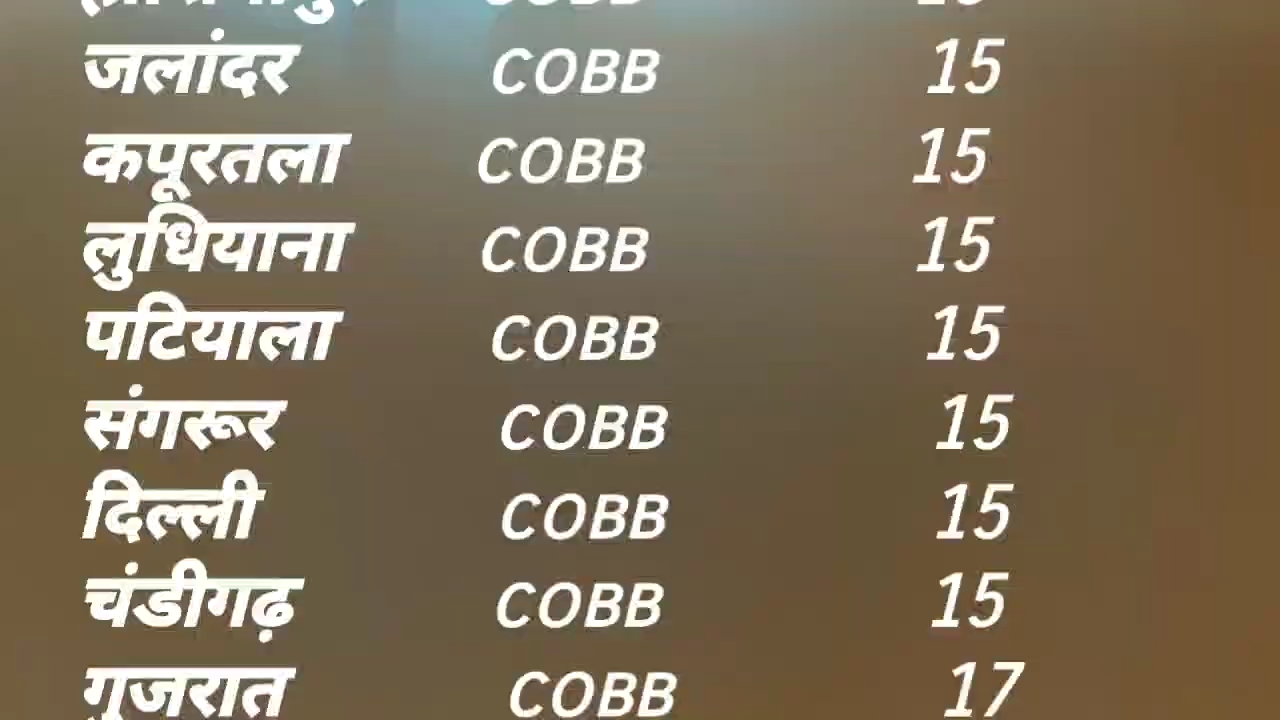 जलांदर COBB 15
कपूरतला COBB 15
लुधियाना COBB 15
पटियाला COBB 15
संगरूर COBB 15
दिल्ली COBB 15
चंडीगढ़ COBB 15
गुजरात COBB 17